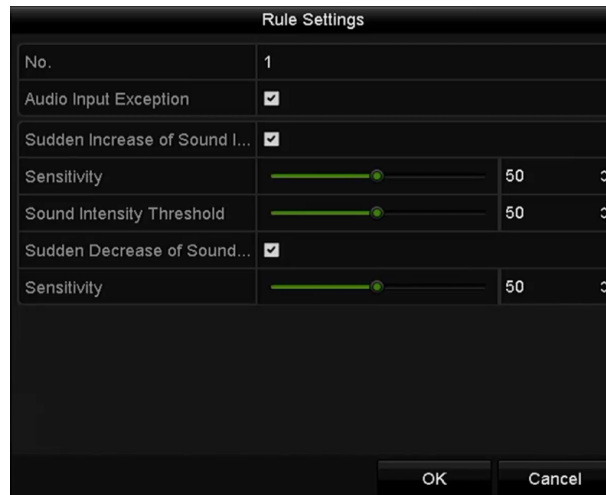 Rule Settings
No. 1
Audio Input Exception
Sudden Increase of Sound I...
Sensitivity 50
Sound Intensity Threshold 50
Sudden Decrease of Sound...
Sensitivity 50
OK Cancel